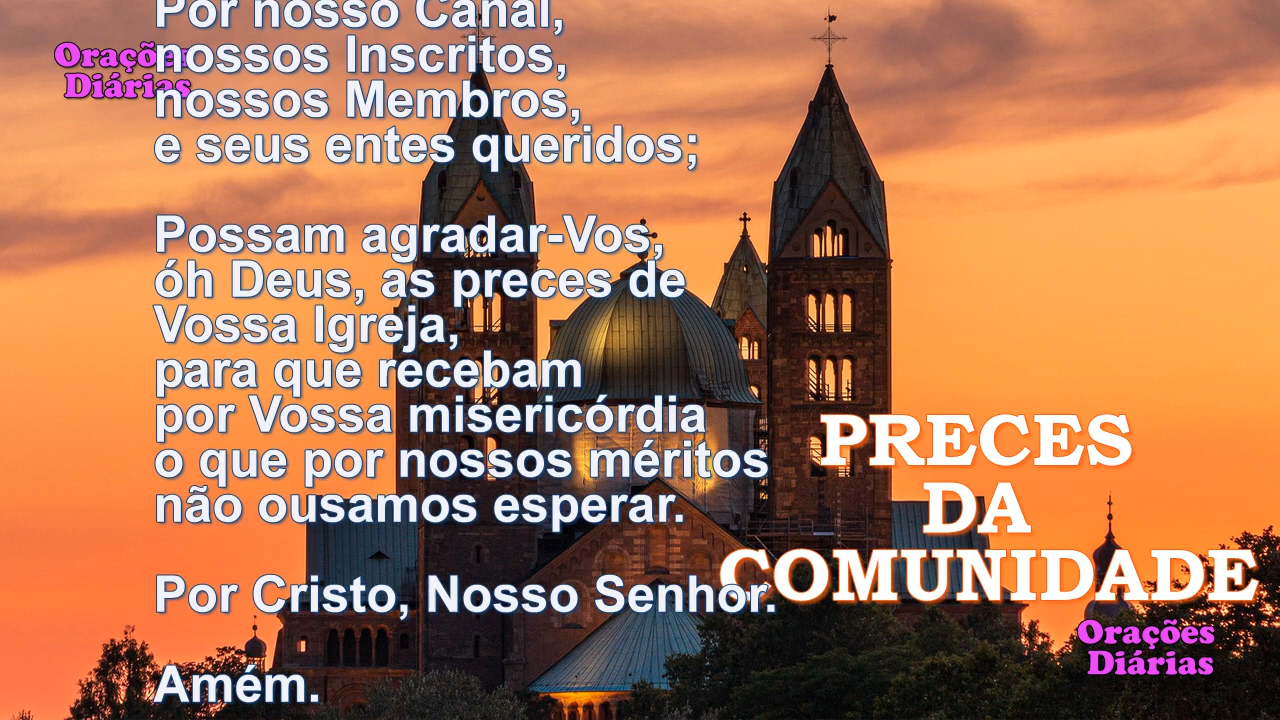 Por nosso Canal,
nossos Inscritos,
nossos Membros,
e seus entes queridos;
Possam agradar-Vos,
óh Deus, as preces de
Vossa Igreja,
para que recebam
por Vossa misericórdia
o que por nossos méritos
não ousamos esperar.
Por Cristo, Nosso Senhor.
Amém.
Orações
Diárias
PRECES
DA
COMUNIDADE
Orações
Diárias